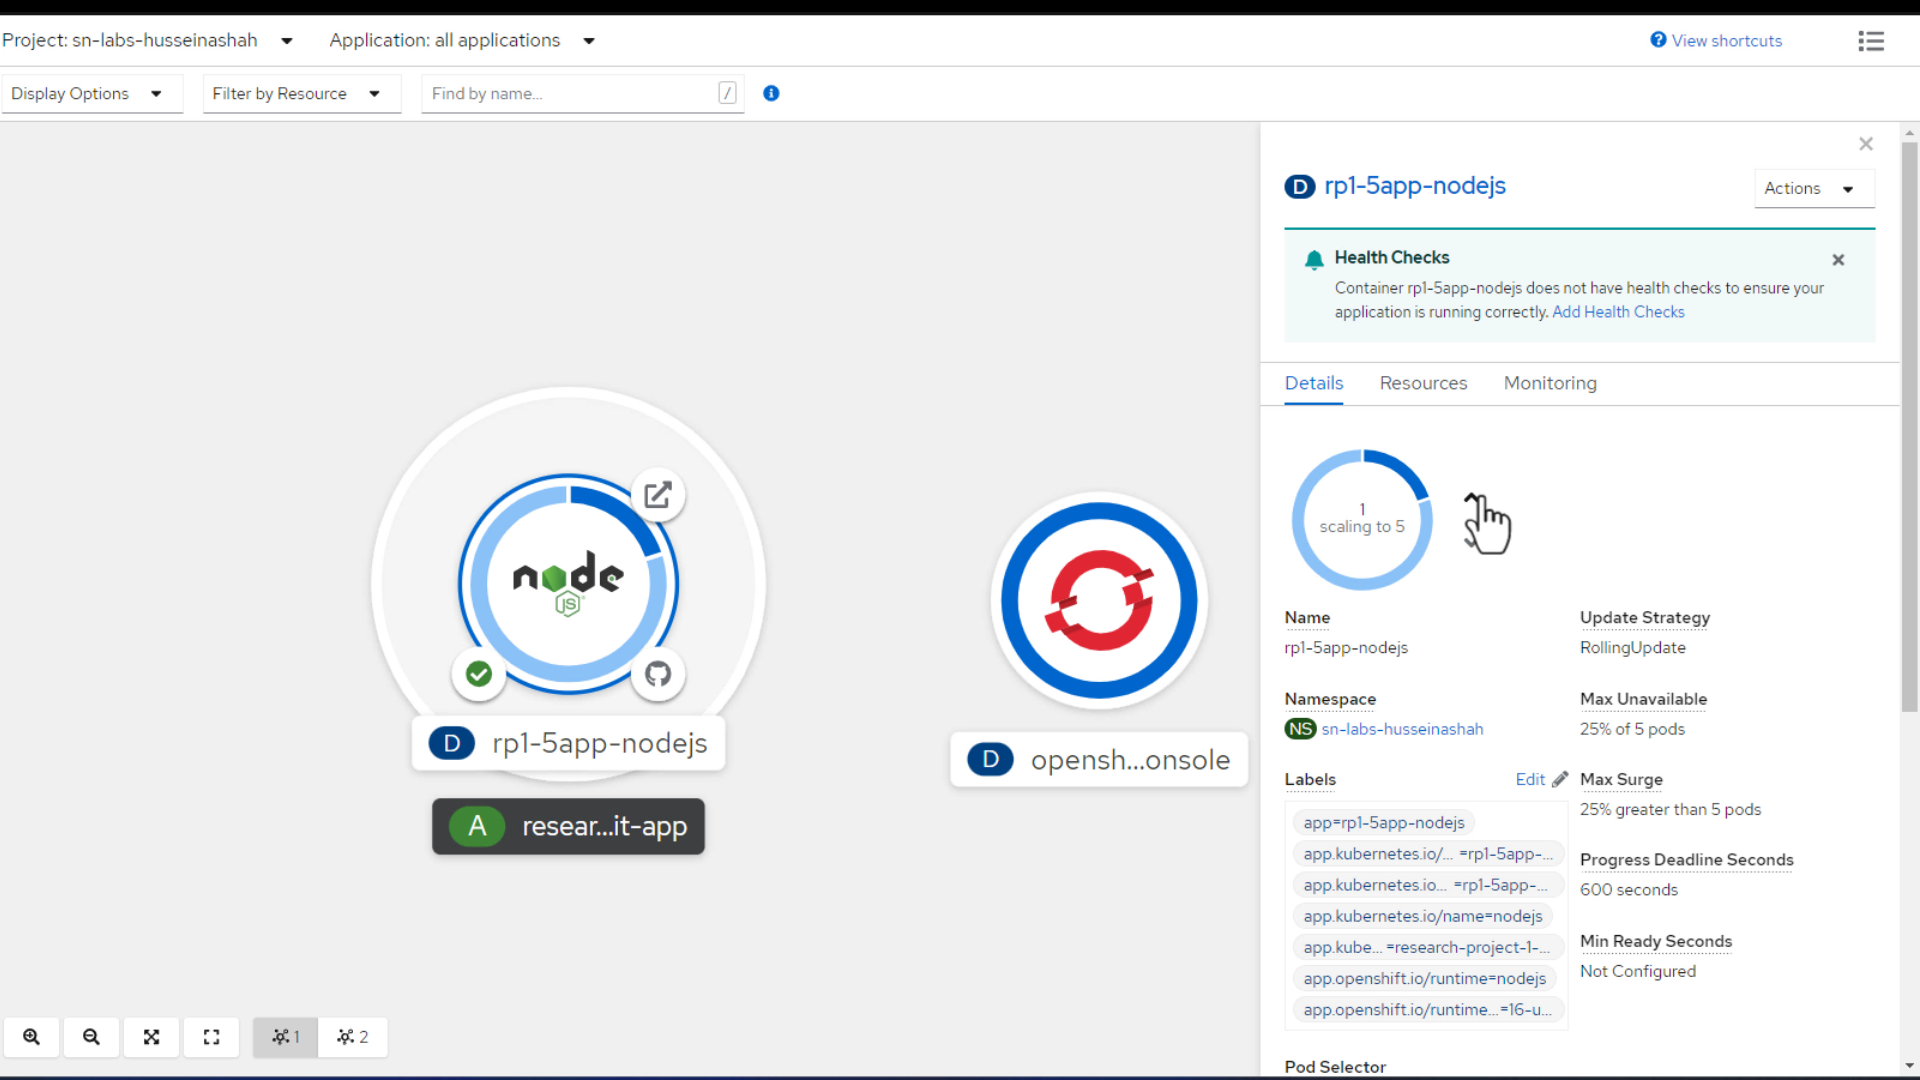 Project: sn-labs-husseinashah
Application: all applications
View shortcuts
Display Options
Filter by Resource
Find by name...
/
D rp1-5app-nodejs
Actions
Health Checks
Container rp1-5app-nodejs does not have health checks to ensure your
application is running correctly. Add Health Checks
Details
Resources
Monitoring
1
scaling to 5
node
JS
D rp1-5app-nodejs
A resear...it-app
D opensh...onsole
Name
rp1-5app-nodejs
Update Strategy
RollingUpdate
Namespace
NS sn-labs-husseinashah
Max Unavailable
25% of 5 pods
Labels
Edit
Max Surge
25% greater than 5 pods
app=rp1-5app-nodejs
app.kubernetes.io/... =rp1-5app-...
app.kubernetes.io... =rp1-5app-...
app.kubernetes.io/name=nodejs
app.kube... =research-project-1-...
app.openshift.io/runtime=nodejs
app.openshift.io/runtime...=16-u...
Progress Deadline Seconds
600 seconds
Min Ready Seconds
Not Configured
Pod Selector
1
2